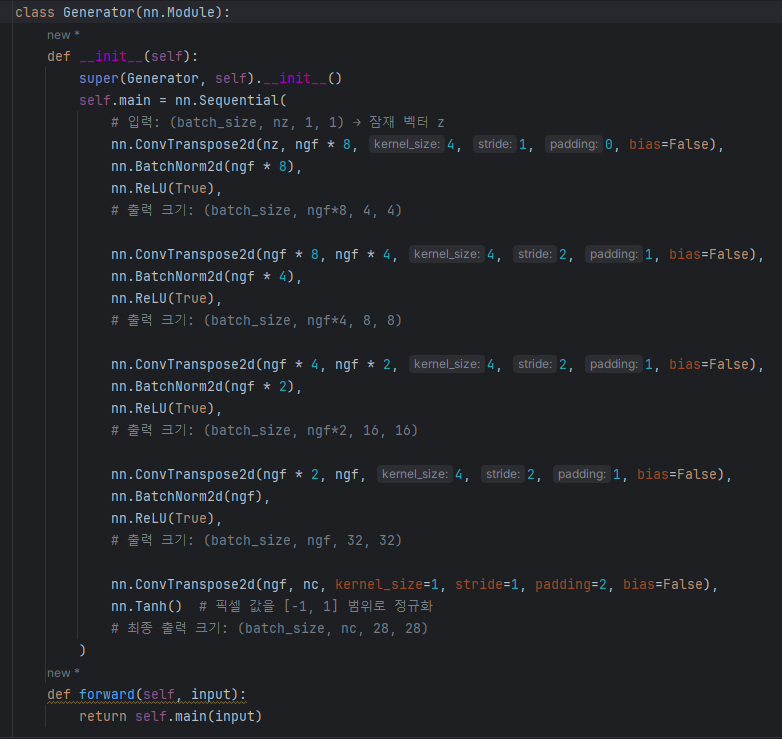 class Generator(nn.Module):
new *
def __init__(self):
super(Generator, self).__init__()
self.main = nn.Sequential(
# 입력: (batch_size, nz, 1, 1) → 잠재 벡터 z
nn.ConvTranspose2d(nz, ngf * 8, kernel_size: 4, stride: 1, padding: 0, bias=False),
nn.BatchNorm2d(ngf * 8),
nn.ReLU(True),
# 출력 크기: (batch_size, ngf*8, 4, 4)
nn.ConvTranspose2d(ngf * 8, ngf * 4, kernel_size: 4, stride: 2, padding: 1, bias=False),
nn.BatchNorm2d(ngf * 4),
nn.ReLU(True),
# 출력 크기: (batch_size, ngf*4, 8, 8)
nn.ConvTranspose2d(ngf * 4, ngf * 2, kernel_size: 4, stride: 2, padding: 1, bias=False),
nn.BatchNorm2d(ngf * 2),
nn.ReLU(True),
# 출력 크기: (batch_size, ngf*2, 16, 16)
nn.ConvTranspose2d(ngf * 2, ngf, kernel_size: 4, stride: 2, padding: 1, bias=False),
nn.BatchNorm2d(ngf),
nn.ReLU(True),
# 출력 크기: (batch_size, ngf, 32, 32)
nn.ConvTranspose2d(ngf, nc, kernel_size=1, stride=1, padding=2, bias=False),
nn.Tanh()  # 픽셀 값을 [-1, 1] 범위로 정규화
# 최종 출력 크기: (batch_size, nc, 28, 28)
)
new *
def forward(self, input):
return self.main(input)